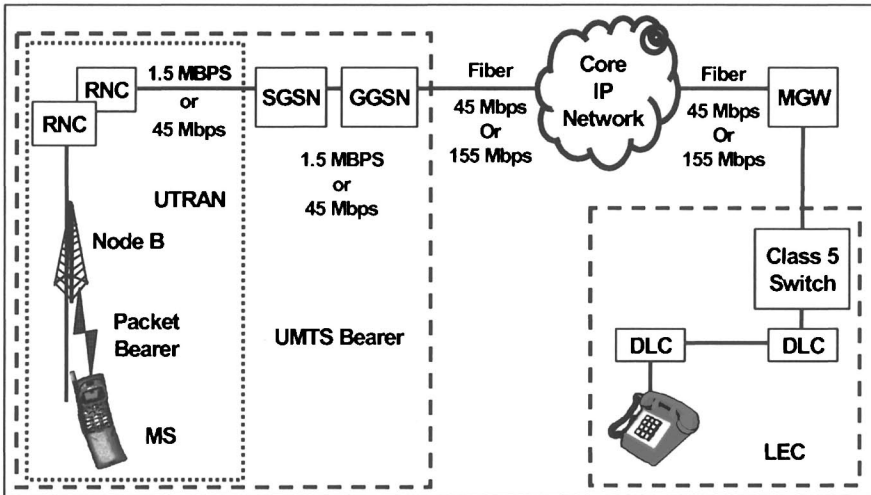 1.5 MBPS
or
45 Mbps
RNC
RNC
SGSN
GGSN
Fiber
45 Mbps
Or
155 Mbps
Core
IP
Network
Fiber
45 Mbps
Or
155 Mbps
MGW
1.5 MBPS
or
45 Mbps
UTRAN
Node B
Packet
Bearer
UMTS Bearer
MS
Class 5
Switch
DLC
DLC
LEC